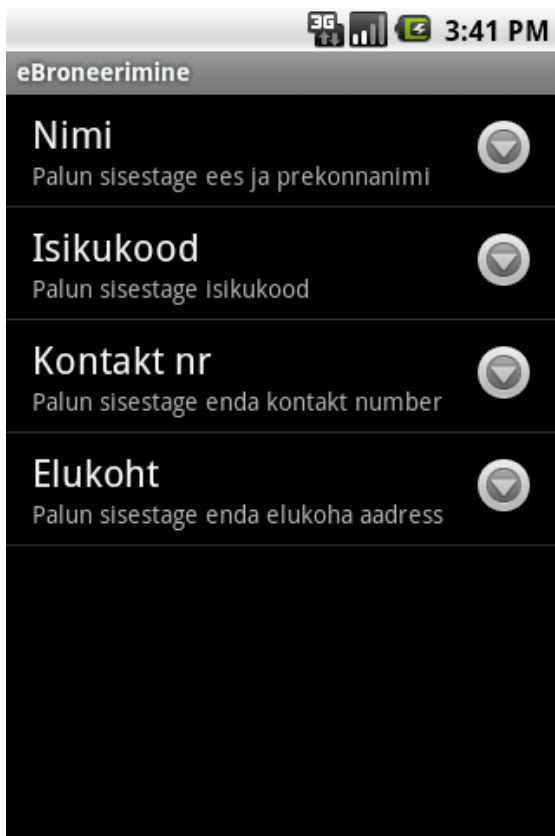 3G 3:41 PM
eBroneerimine
Nimi
Palun sisestage ees ja prekonnanimi
Isikukood
Palun sisestage isikukood
Kontakt nr
Palun sisestage enda kontakt number
Elukoht
Palun sisestage enda elukoha aadress